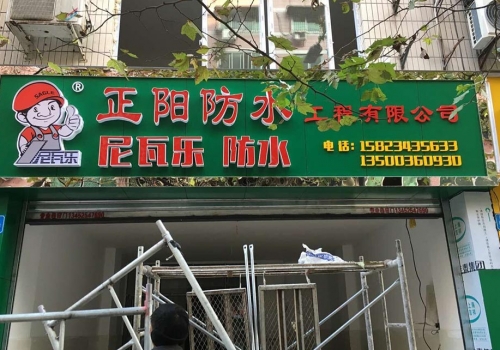 SADLE
®
正阳防水工程有限公司
尼瓦乐
尼瓦乐 防水
电话：15823435633
13500360930